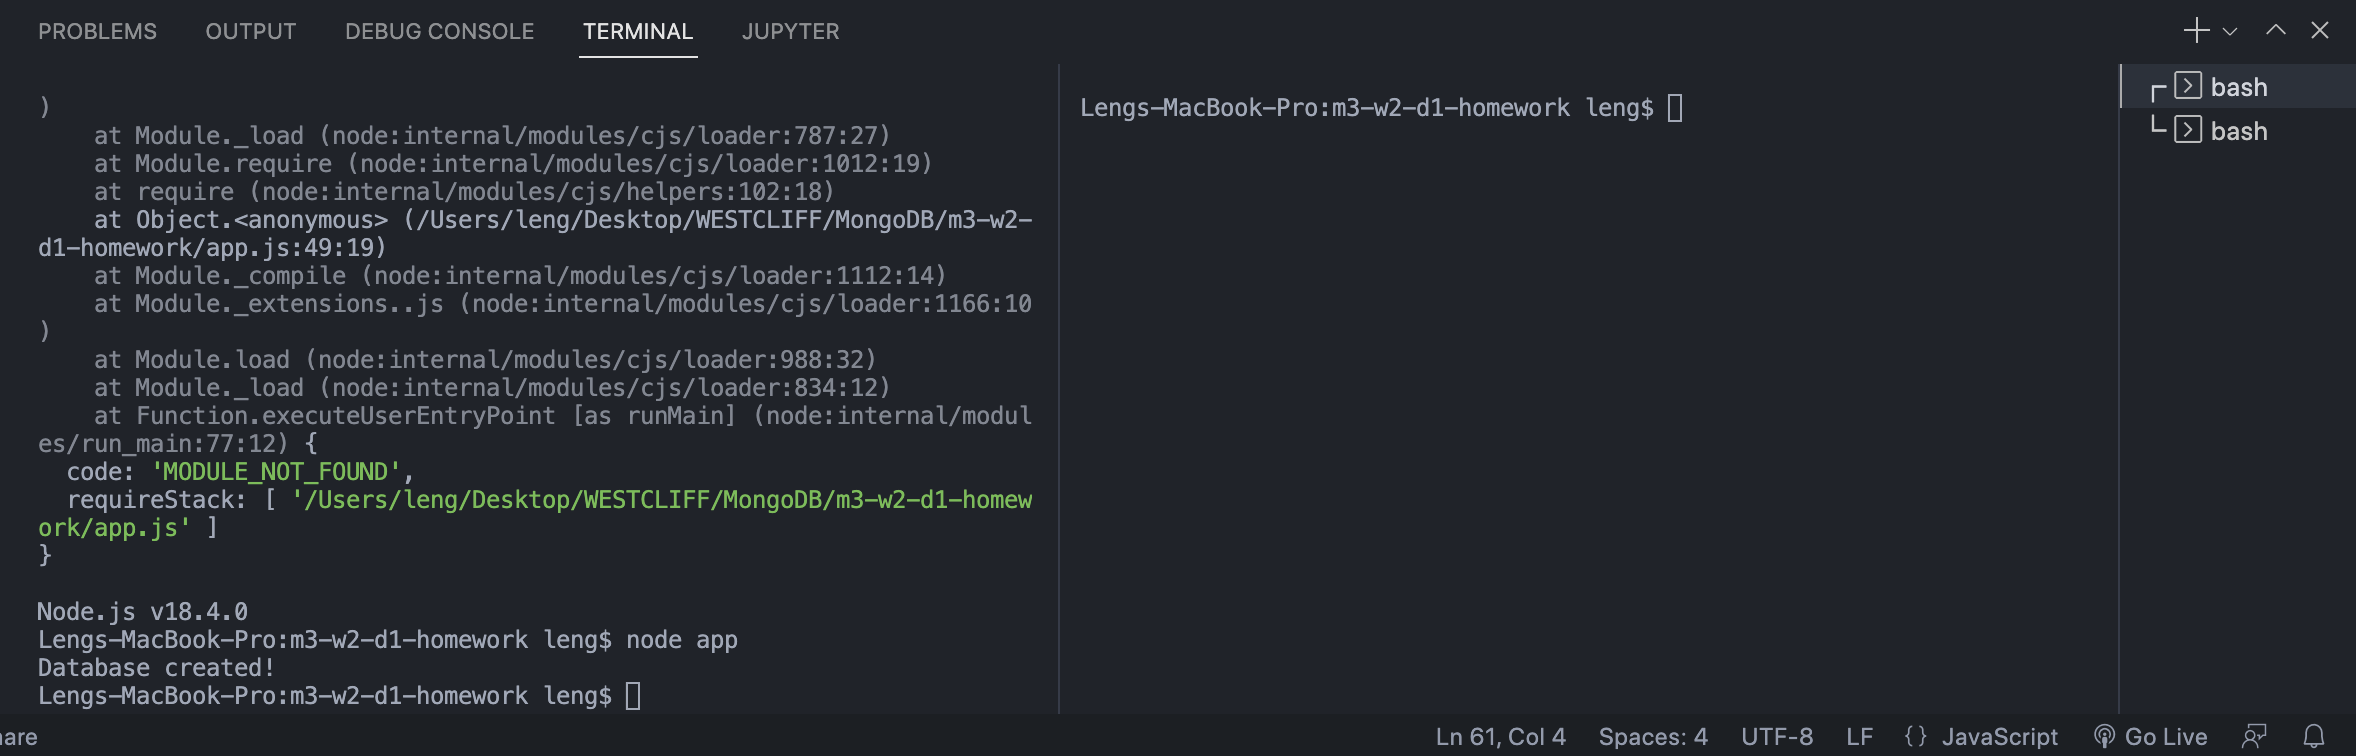 PROBLEMS OUTPUT DEBUG CONSOLE TERMINAL JUPYTER
)
at Module._load (node:internal/modules/cjs/loader:787:27)
at Module.require (node:internal/modules/cjs/loader:1012:19)
at require (node:internal/modules/cjs/helpers:102:18)
at Object.<anonymous> (/Users/leng/Desktop/WESTCLIFF/MongoDB/m3-w2-
d1-homework/app.js:49:19)
at Module._compile (node:internal/modules/cjs/loader:1112:14)
at Module._extensions..js (node:internal/modules/cjs/loader:1166:10
)
at Module.load (node:internal/modules/cjs/loader:988:32)
at Module._load (node:internal/modules/cjs/loader:834:12)
at Function.executeUserEntryPoint [as runMain] (node:internal/modul
es/run_main:77:12) {
code: 'MODULE_NOT_FOUND',
requireStack: [ '/Users/leng/Desktop/WESTCLIFF/MongoDB/m3-w2-d1-homew
ork/app.js' ]
}
Node.js v18.4.0
Lengs-MacBook-Pro:m3-w2-d1-homework leng$ node app
Database created!
Lengs-MacBook-Pro:m3-w2-d1-homework leng$
Lengs-MacBook-Pro:m3-w2-d1-homework leng$
bash
bash
are Ln 61, Col 4 Spaces: 4 UTF-8 LF {} JavaScript Go Live